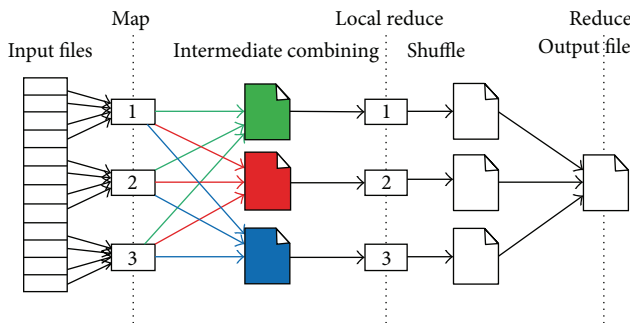 Map
Local reduce
Reduce
Input files
Intermediate combining
Shuffle
Output file
1
1
2
2
3
3